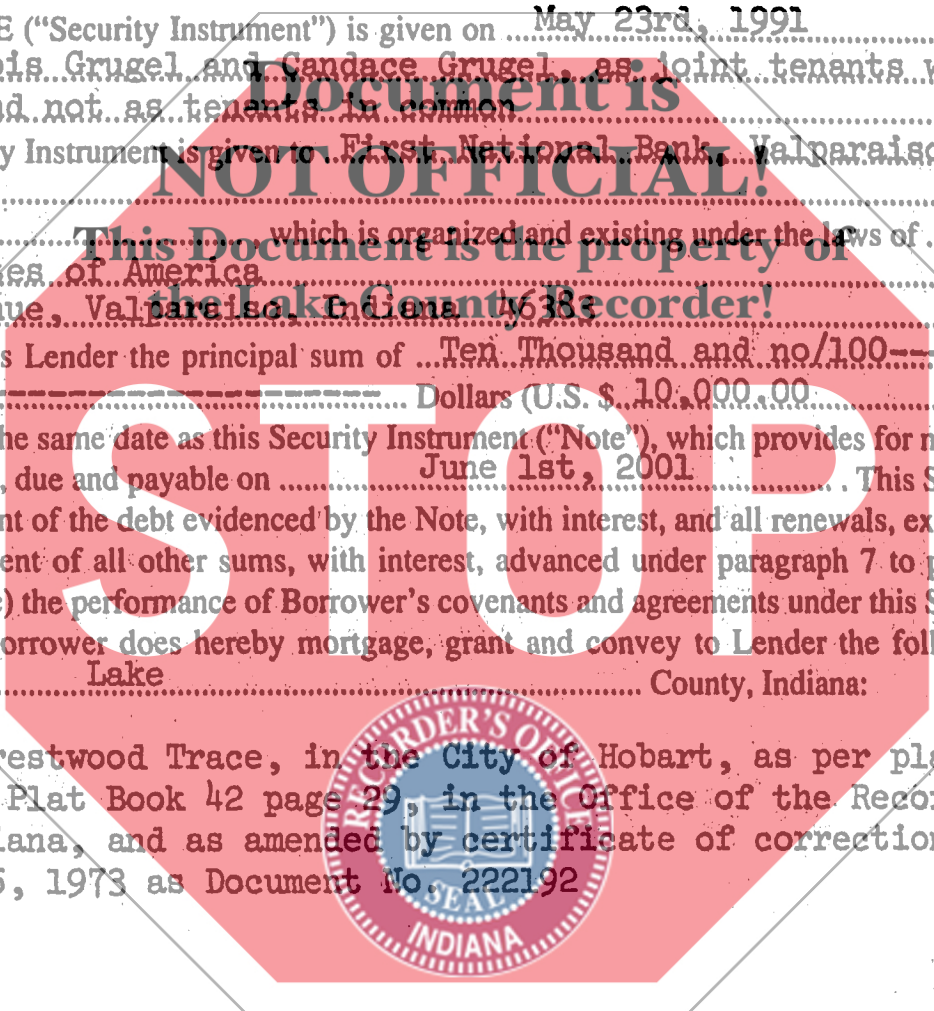 E ("Security Instrument") is given on May 23rd, 1991
is Grugel and Candace Grugel, as joint tenants w
d not as tenants in common
y Instrument is given to First National Bank, Valparaiso
which is organized and existing under the laws of
es of America
ue, Valparaiso, Indiana 46383
s Lender the principal sum of Ten Thousand and no/100--
------------------------ Dollars (U.S. $ 10,000.00
he same date as this Security Instrument ("Note"), which provides for m
, due and payable on June 1st, 2001 . This S
nt of the debt evidenced by the Note, with interest, and all renewals, ex
ent of all other sums, with interest, advanced under paragraph 7 to p
) the performance of Borrower's covenants and agreements under this S
orrower does hereby mortgage, grant and convey to Lender the foll
Lake County, Indiana:
restwood Trace, in the City of Hobart, as per pla
Plat Book 42 page 29, in the Office of the Recor
iana, and as amended by certificate of correction
5, 1973 as Document No. 222192
Document is
NOT OFFICIAL!
This Document is the property of
the Lake County Recorder!
STOP
RECORDER'S OFFICE
SEAL
INDIANA